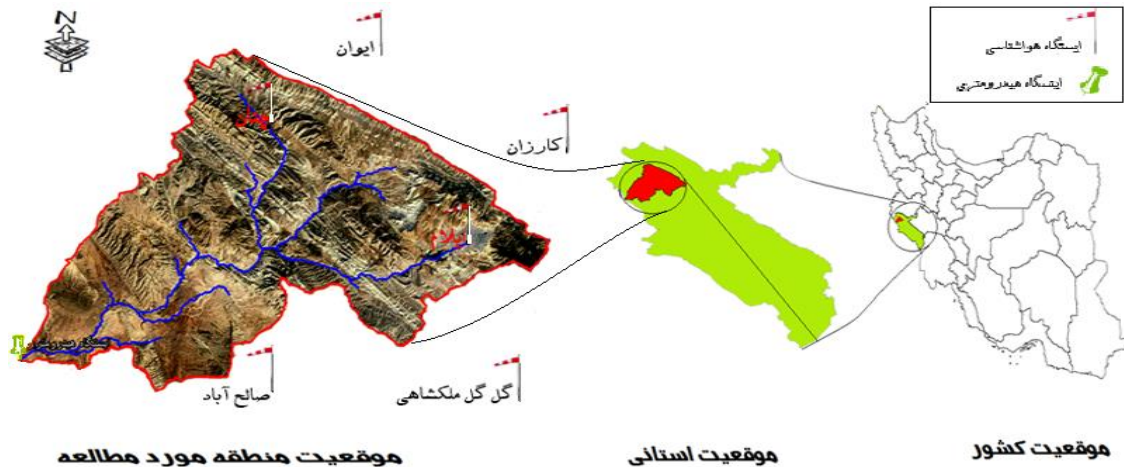 N
ایوان
ایستگاه هواشناسی
ایستگاه هیدرومتری
کارزان
ایلام
صالح آباد
گل گل ملکشاهی
موقعیت منطقه مورد مطالعه
موقعیت استانی
موقعیت کشور